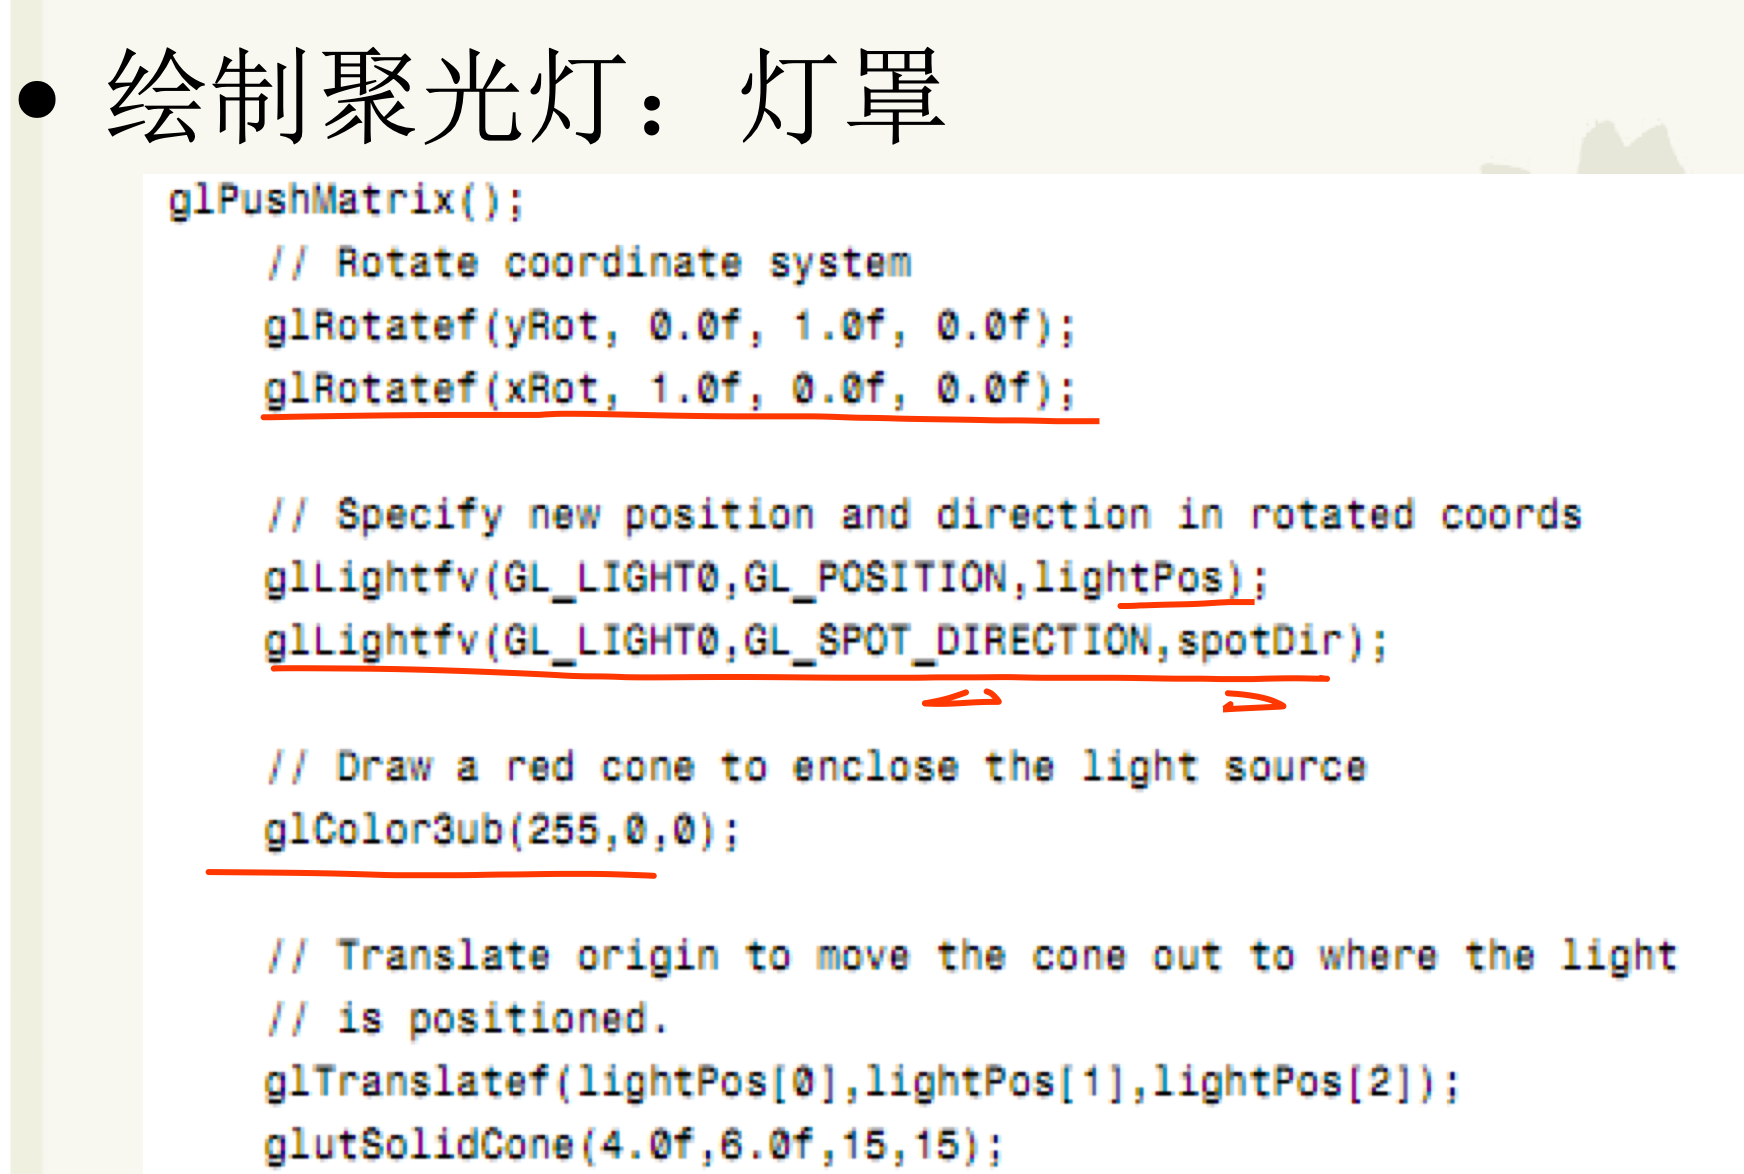 • 绘制聚光灯：灯罩
glPushMatrix();
// Rotate coordinate system
glRotatef(yRot, 0.0f, 1.0f, 0.0f);
glRotatef(xRot, 1.0f, 0.0f, 0.0f);
// Specify new position and direction in rotated coords
glLightfv(GL_LIGHT0,GL_POSITION,lightPos);
glLightfv(GL_LIGHT0,GL_SPOT_DIRECTION,spotDir);
// Draw a red cone to enclose the light source
glColor3ub(255,0,0);
// Translate origin to move the cone out to where the light
// is positioned.
glTranslatef(lightPos[0],lightPos[1],lightPos[2]);
glutSolidCone(4.0f,6.0f,15,15);